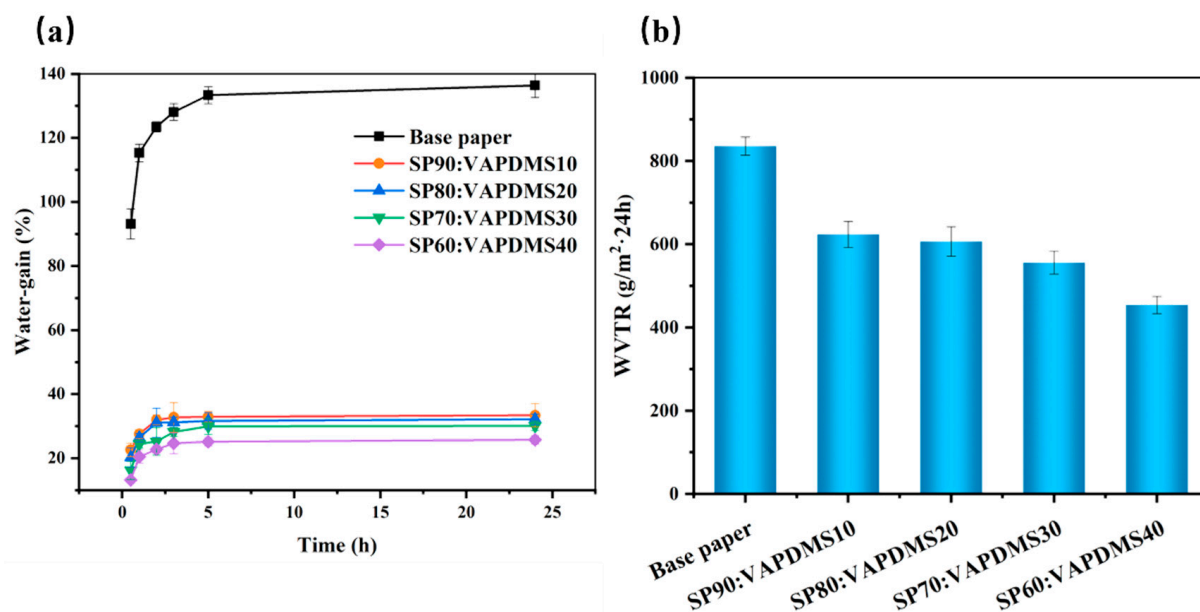 (a)
140
120
100
80
60
40
20
0
5
10
15
20
25
Water-gain (%)
Time (h)
Base paper
SP90:VAPDMS10
SP80:VAPDMS20
SP70:VAPDMS30
SP60:VAPDMS40
(b)
1000
800
600
400
200
0
WVTR (g/m²·24h)
Base paper
SP90:VAPDMS10
SP80:VAPDMS20
SP70:VAPDMS30
SP60:VAPDMS40